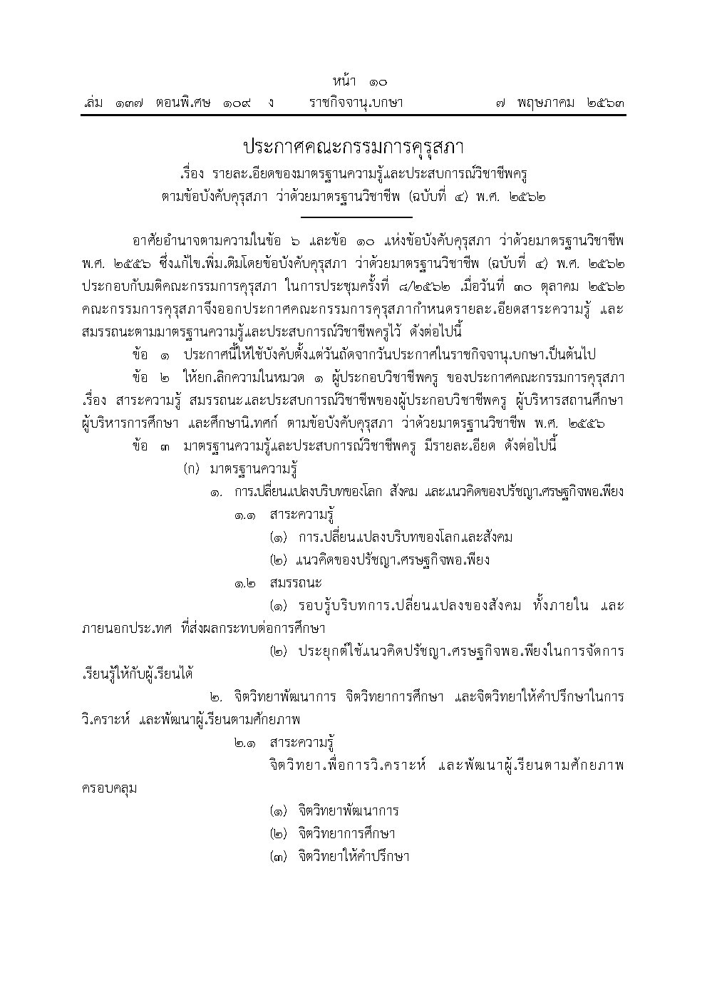 หน้า ๑๐
เล่ม ๑๓๗ ตอนพิเศษ ๑๐๙ ง ราชกิจจานุเบกษา ๗ พฤษภาคม ๒๕๖๓
ประกาศคณะกรรมการคุรุสภา
เรื่อง รายละเอียดของมาตรฐานความรู้และประสบการณ์วิชาชีพครู
ตามข้อบังคับคุรุสภา ว่าด้วยมาตรฐานวิชาชีพ (ฉบับที่ ๔) พ.ศ. ๒๕๖๒
อาศัยอำนาจตามความในข้อ ๖ และข้อ ๑๐ แห่งข้อบังคับคุรุสภา ว่าด้วยมาตรฐานวิชาชีพ
พ.ศ. ๒๕๕๖ ซึ่งแก้ไขเพิ่มเติมโดยข้อบังคับคุรุสภา ว่าด้วยมาตรฐานวิชาชีพ (ฉบับที่ ๔) พ.ศ. ๒๕๖๒
ประกอบกับมติคณะกรรมการคุรุสภา ในการประชุมครั้งที่ ๘/๒๕๖๒ เมื่อวันที่ ๓๐ ตุลาคม ๒๕๖๒
คณะกรรมการคุรุสภาจึงออกประกาศคณะกรรมการคุรุสภากำหนดรายละเอียดสาระความรู้ และ
สมรรถนะตามมาตรฐานความรู้และประสบการณ์วิชาชีพครูไว้ ดังต่อไปนี้
ข้อ ๑ ประกาศนี้ให้ใช้บังคับตั้งแต่วันถัดจากวันประกาศในราชกิจจานุเบกษาเป็นต้นไป
ข้อ ๒ ให้ยกเลิกความในหมวด ๑ ผู้ประกอบวิชาชีพครู ของประกาศคณะกรรมการคุรุสภา
เรื่อง สาระความรู้ สมรรถนะและประสบการณ์วิชาชีพของผู้ประกอบวิชาชีพครู ผู้บริหารสถานศึกษา
ผู้บริหารการศึกษา และศึกษานิเทศก์ ตามข้อบังคับคุรุสภา ว่าด้วยมาตรฐานวิชาชีพ พ.ศ. ๒๕๕๖
ข้อ ๓ มาตรฐานความรู้และประสบการณ์วิชาชีพครู มีรายละเอียด ดังต่อไปนี้
(ก) มาตรฐานความรู้
๑. การเปลี่ยนแปลงบริบทของโลก สังคม และแนวคิดของปรัชญาเศรษฐกิจพอเพียง
๑.๑ สาระความรู้
(๑) การเปลี่ยนแปลงบริบทของโลกและสังคม
(๒) แนวคิดของปรัชญาเศรษฐกิจพอเพียง
๑.๒ สมรรถนะ
(๑) รอบรู้บริบทการเปลี่ยนแปลงของสังคม ทั้งภายใน และ
ภายนอกประเทศ ที่ส่งผลกระทบต่อการศึกษา
(๒) ประยุกต์ใช้แนวคิดปรัชญาเศรษฐกิจพอเพียงในการจัดการ
เรียนรู้ให้กับผู้เรียนได้
๒. จิตวิทยาพัฒนาการ จิตวิทยาการศึกษา และจิตวิทยาให้คำปรึกษาในการ
วิเคราะห์ และพัฒนาผู้เรียนตามศักยภาพ
๒.๑ สาระความรู้
จิตวิทยาเพื่อการวิเคราะห์ และพัฒนาผู้เรียนตามศักยภาพ
ครอบคลุม
(๑) จิตวิทยาพัฒนาการ
(๒) จิตวิทยาการศึกษา
(๓) จิตวิทยาให้คำปรึกษา